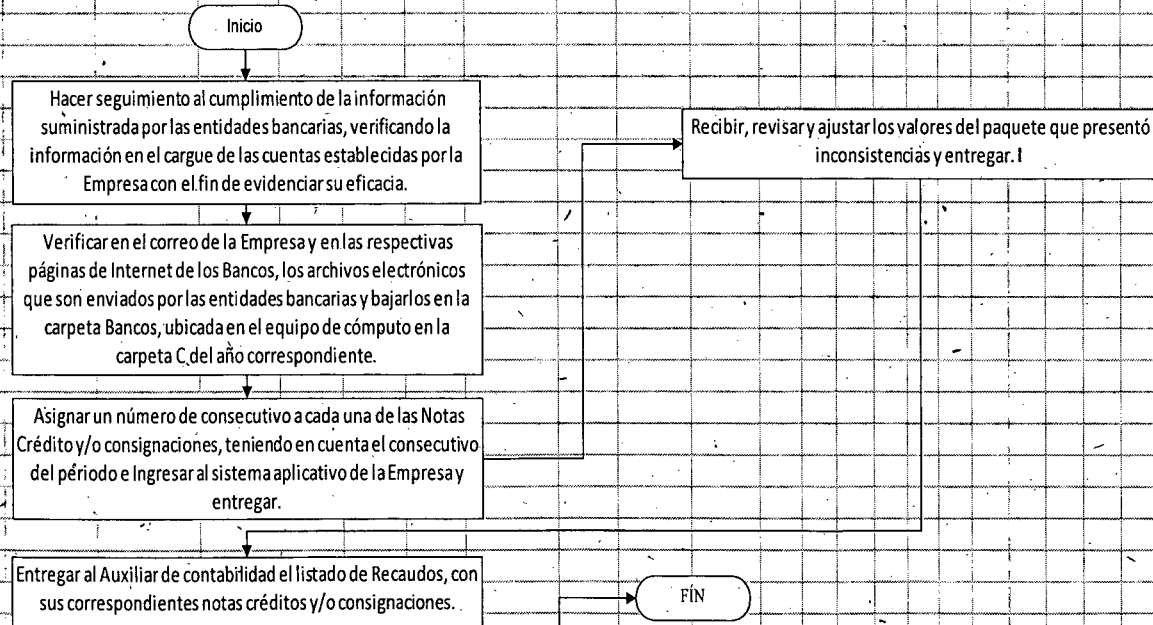 Inicio
Hacer seguimiento al cumplimiento de la información
suministrada por las entidades bancarias, verificando la
información en el cargue de las cuentas establecidas por la
Empresa con el fin de evidenciar su eficacia.
Verificar en el correo de la Empresa y en las respectivas
páginas de Internet de los Bancos, los archivos electrónicos
que son enviados por las entidades bancarias y bajarlos en la
carpeta Bancos, ubicada en el equipo de cómputo en la
carpeta C del año correspondiente.
Asignar un número de consecutivo a cada una de las Notas
Crédito y/o consignaciones, teniendo en cuenta el consecutivo
del periodo e Ingresar al sistema aplicativo de la Empresa y
entregar.
Recibir, revisar y ajustar los valores del paquete que presentó
inconsistencias y entregar.
Entregar al Auxiliar de contabilidad el listado de Recaudos, con
sus correspondientes notas créditos y/o consignaciones.
FÍN